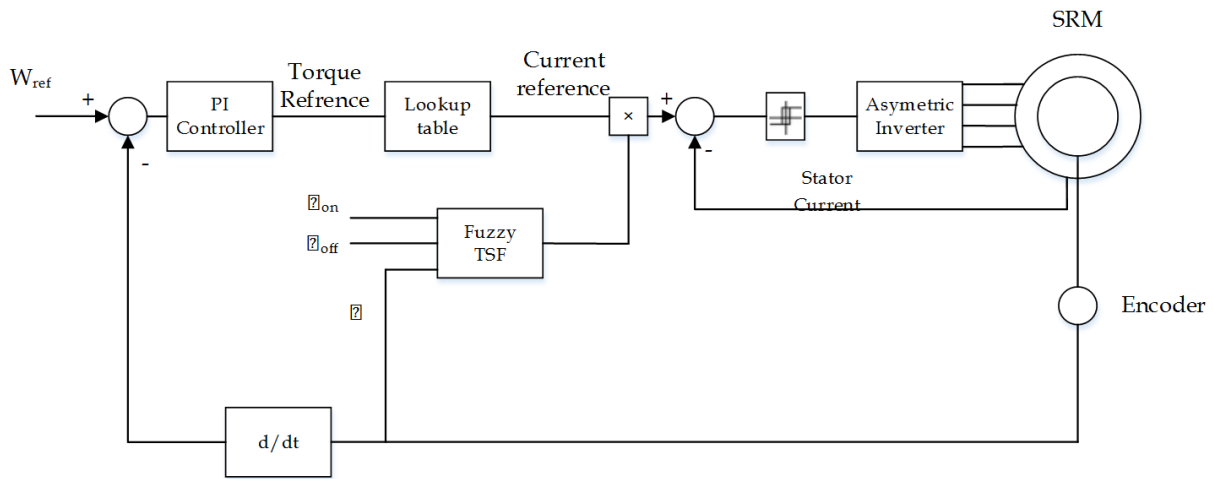 SRM
W_ref
+
Torque
Refrence
Current
reference
PI
Controller
Lookup
table
×
+
Asymetric
Inverter
-
-
Stator
Current
on
off
Fuzzy
TSF
Encoder
d/dt